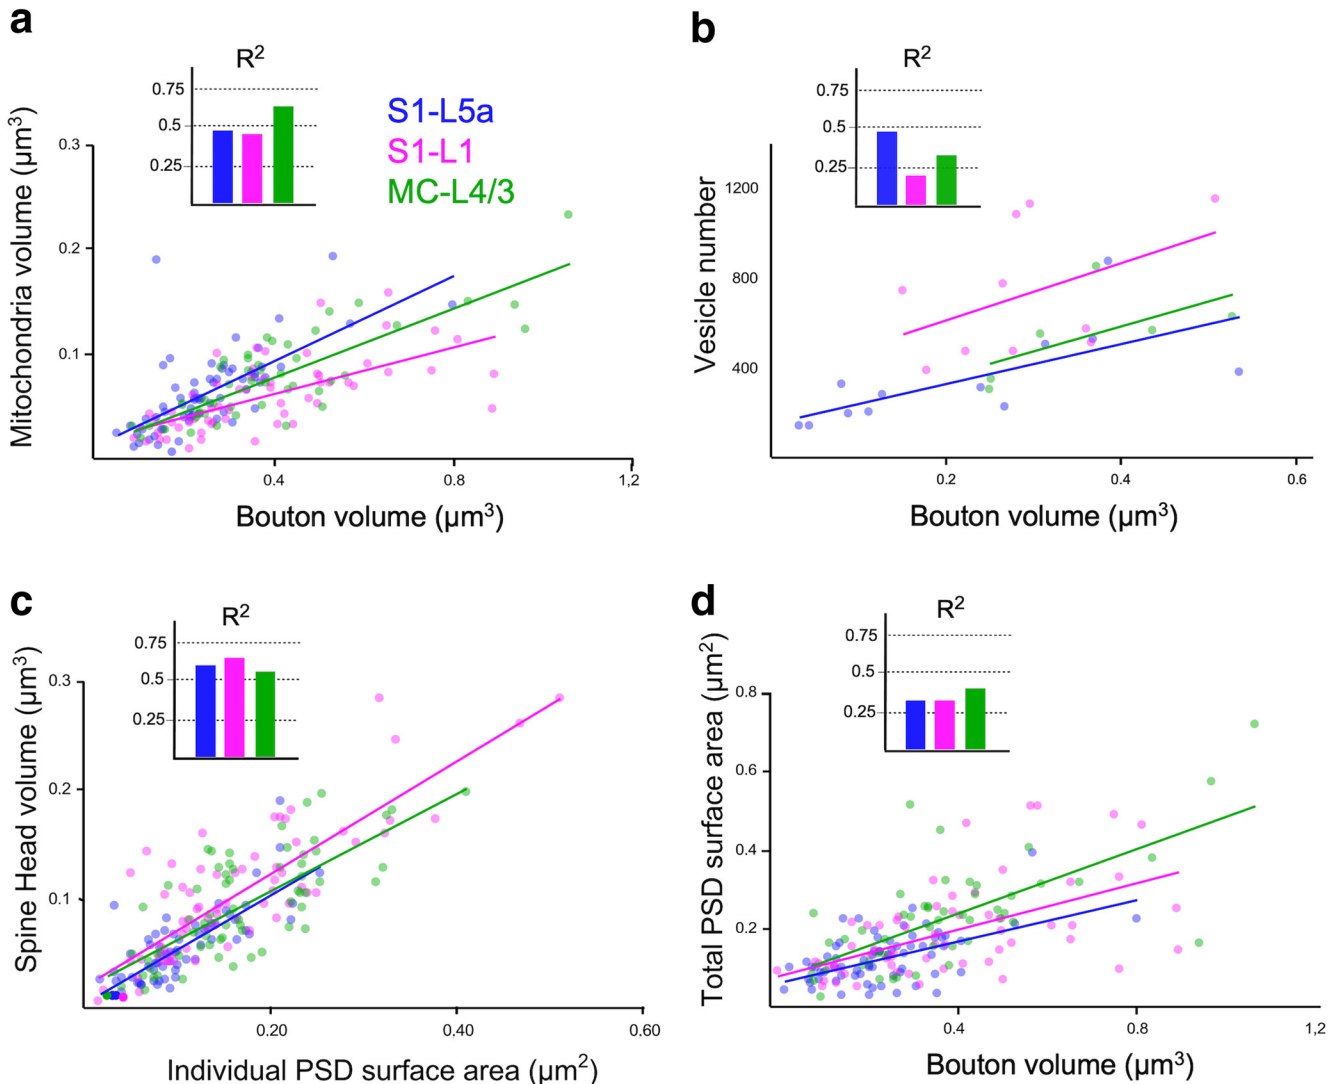 a
R²
0.75
0.5
0.25
S1-L5a
S1-L1
MC-L4/3
Mitochondria volume (µm³)
0.3
0.2
0.1
0.4
0.8
1,2
Bouton volume (µm³)
b
R²
0.75
0.5
0.25
Vesicle number
1200
800
400
0.2
0.4
0.6
Bouton volume (µm³)
c
R²
0.75
0.5
0.25
Spine Head volume (µm³)
0.3
0.2
0.1
0.20
0.40
0.60
Individual PSD surface area (µm²)
d
R²
0.75
0.5
0.25
Total PSD surface area (µm²)
0.8
0.6
0.4
0.2
0.4
0.8
1,2
Bouton volume (µm³)